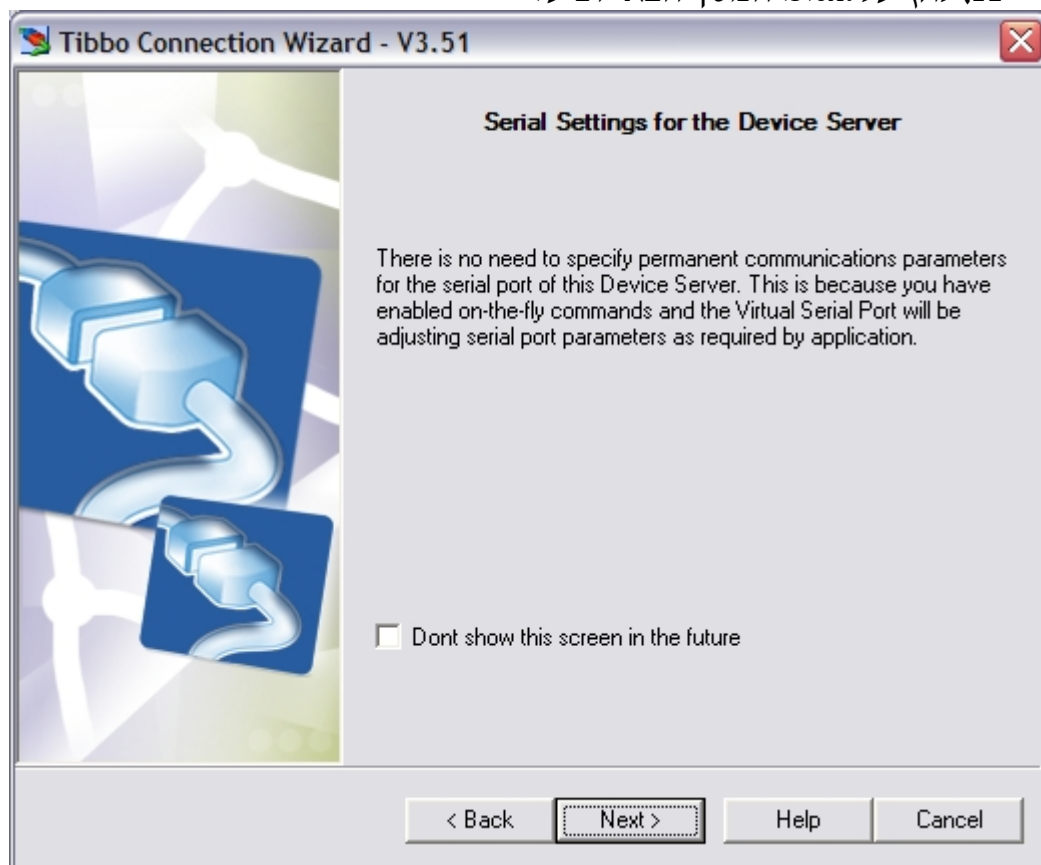 Tibbo Connection Wizard - V3.51
Serial Settings for the Device Server
There is no need to specify permanent communications parameters
for the serial port of this Device Server. This is because you have
enabled on-the-fly commands and the Virtual Serial Port will be
adjusting serial port parameters as required by application.
Dont show this screen in the future
< Back
Next >
Help
Cancel